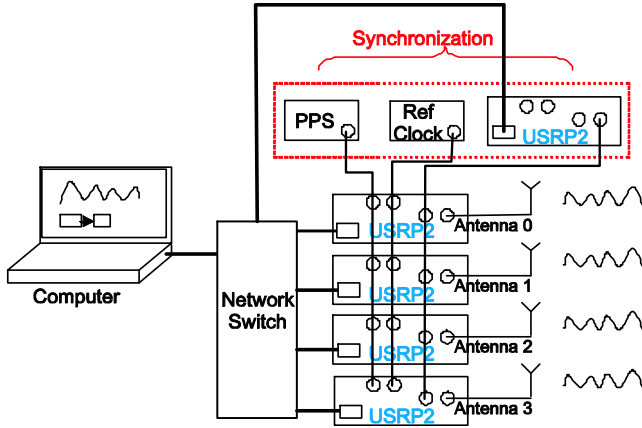 Synchronization
PPS
Ref
Clock
USRP2
USRP2
Antenna 0
Computer
Network
Switch
USRP2
Antenna 1
USRP2
Antenna 2
USRP2
Antenna 3